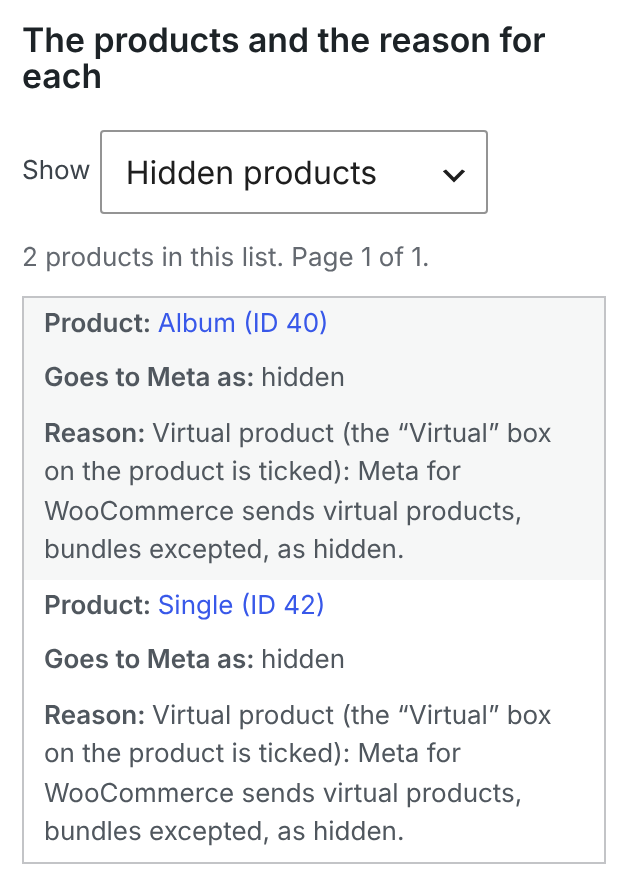 The products and the reason for
each
Show Hidden products
2 products in this list. Page 1 of 1.
Product: Album (ID 40)
Goes to Meta as: hidden
Reason: Virtual product (the “Virtual” box
on the product is ticked): Meta for
WooCommerce sends virtual products,
bundles excepted, as hidden.
Product: Single (ID 42)
Goes to Meta as: hidden
Reason: Virtual product (the “Virtual” box
on the product is ticked): Meta for
WooCommerce sends virtual products,
bundles excepted, as hidden.